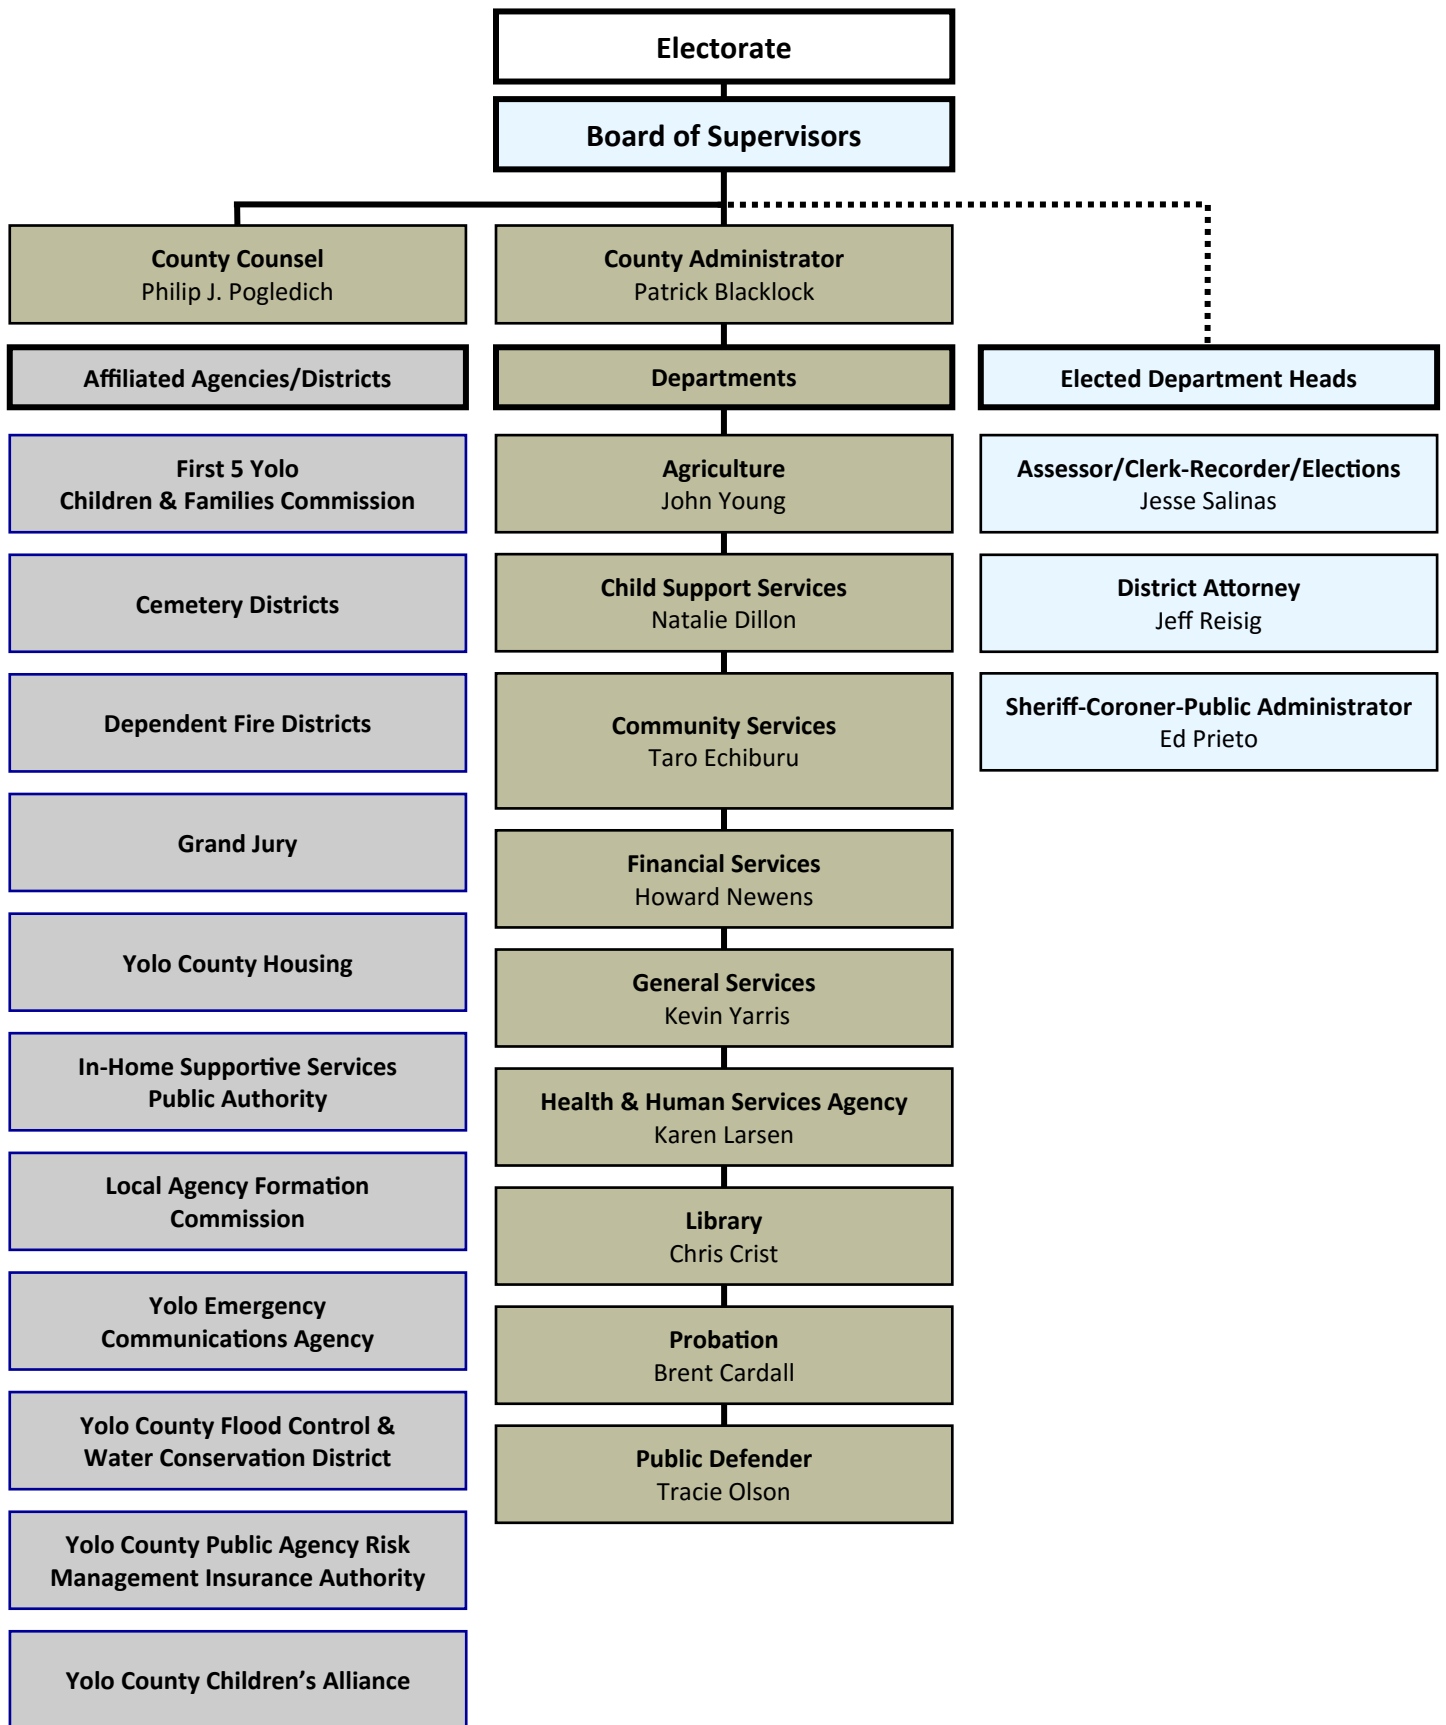 Electorate
Board of Supervisors
County Counsel
Philip J. Pogledich
County Administrator
Patrick Blacklock
Affiliated Agencies/Districts
Departments
Elected Department Heads
First 5 Yolo
Children & Families Commission
Cemetery Districts
Dependent Fire Districts
Grand Jury
Yolo County Housing
In-Home Supportive Services
Public Authority
Local Agency Formation
Commission
Yolo Emergency
Communications Agency
Yolo County Flood Control &
Water Conservation District
Yolo County Public Agency Risk
Management Insurance Authority
Yolo County Children’s Alliance
Agriculture
John Young
Child Support Services
Natalie Dillon
Community Services
Taro Echiburu
Financial Services
Howard Newens
General Services
Kevin Yarris
Health & Human Services Agency
Karen Larsen
Library
Chris Crist
Probation
Brent Cardall
Public Defender
Tracie Olson
Assessor/Clerk-Recorder/Elections
Jesse Salinas
District Attorney
Jeff Reisig
Sheriff-Coroner-Public Administrator
Ed Prieto